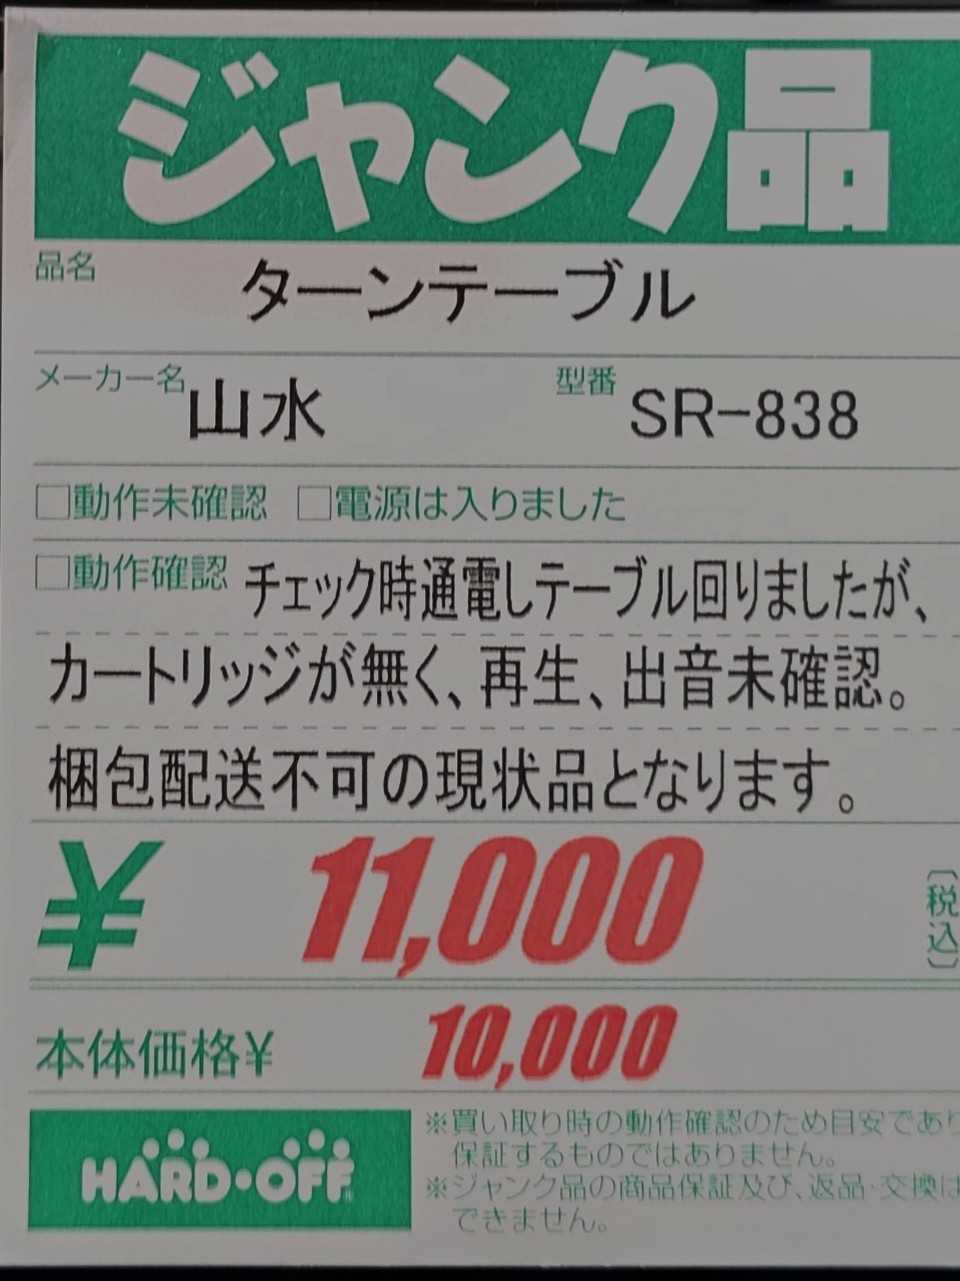 ジャンク品
品名 ターンテーブル
メーカー名 山水 型番 SR-838
□動作未確認 □電源は入りました
□動作確認 チェック時通電しテーブル回りましたが、
カートリッジが無く、再生、出音未確認。
梱包配送不可の現状品となります。
¥ 11,000 〔税込〕
本体価格¥ 10,000
HARD・OFF
※買い取り時の動作確認のため目安であり
保証するものではありません。
※ジャンク品の商品保証及び、返品・交換は
できません。